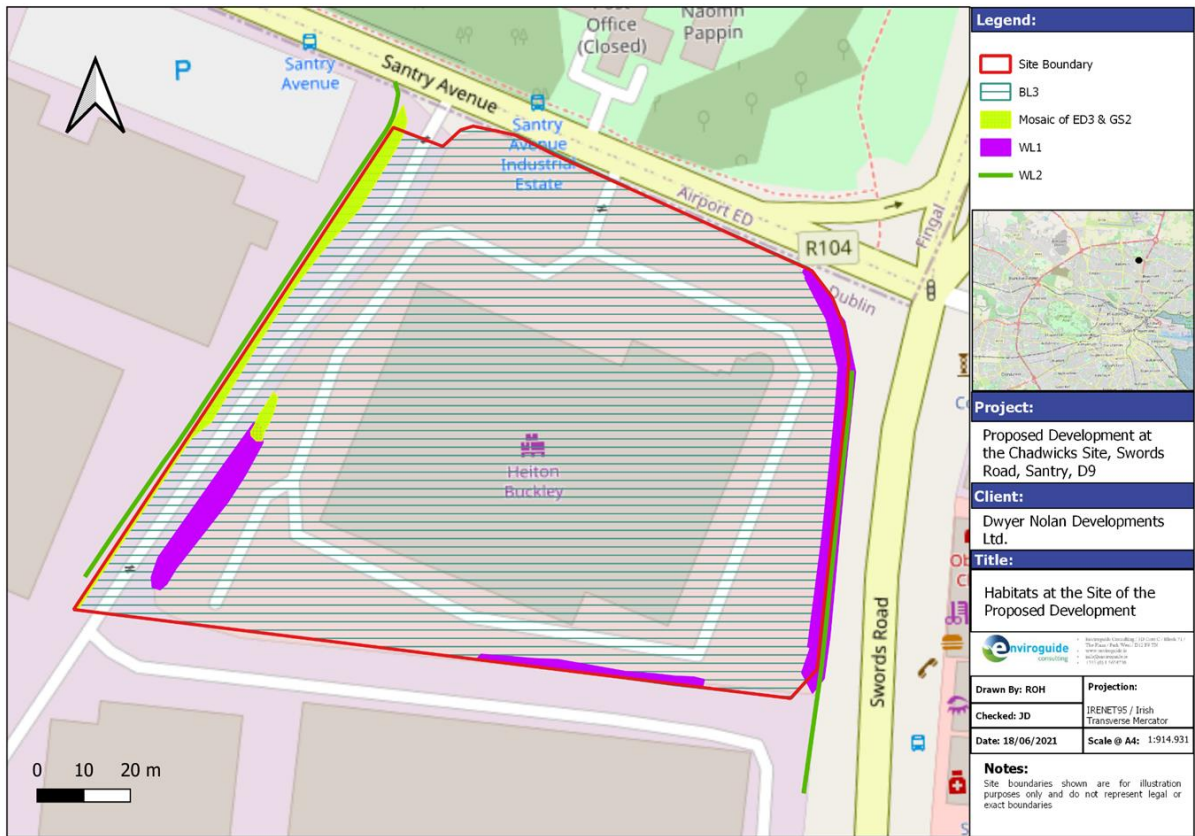 Post
Office
(Closed)
Naomh
Pappin
P
Santry
Avenue
Santry Avenue
Santry
Avenue
Industrial
Estate
Airport ED
R104
Fingal
Dublin
Heiton
Buckley
Swords Road
0 10 20 m
Legend:
Site Boundary
BL3
Mosaic of ED3 & GS2
WL1
WL2
Project:
Proposed Development at
the Chadwicks Site, Swords
Road, Santry, D9
Client:
Dwyer Nolan Developments
Ltd.
Title:
Habitats at the Site of the
Proposed Development
enviroguide
consulting
Drawn By: ROH
Projection:
IRENET95 / Irish
Transverse Mercator
Checked: JD
Date: 18/06/2021
Scale @ A4: 1:914.931
Notes:
Site boundaries shown are for illustration
purposes only and do not represent legal or
exact boundaries